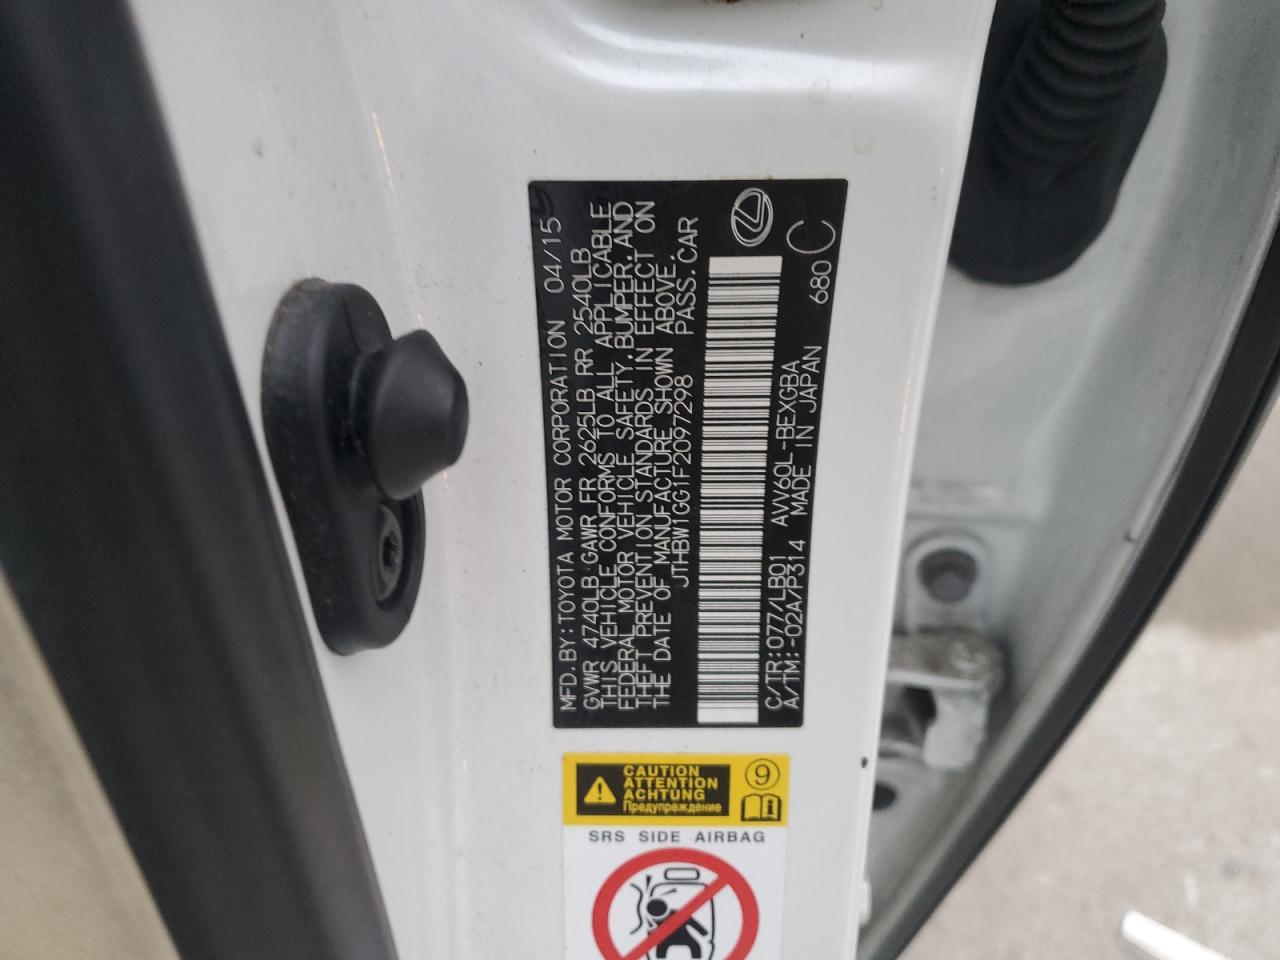 MFD. BY: TOYOTA MOTOR CORPORATION 04/15
GVWR 4740LB GAWR FR 2625LB RR 2540LB
THIS VEHICLE CONFORMS TO ALL APPLICABLE
FEDERAL MOTOR VEHICLE SAFETY, BUMPER, AND
THEFT PREVENTION STANDARDS IN EFFECT ON
THE DATE OF MANUFACTURE SHOWN ABOVE.
JTHBW1GG1F2097298 PASS. CAR
C/TR: 077/LB01 AVV60L-BEXGBA
A/TM: -02A/P314 MADE IN JAPAN 680 C
CAUTION
ATTENTION
ACHTUNG
Предупреждение
9
SRS SIDE AIRBAG